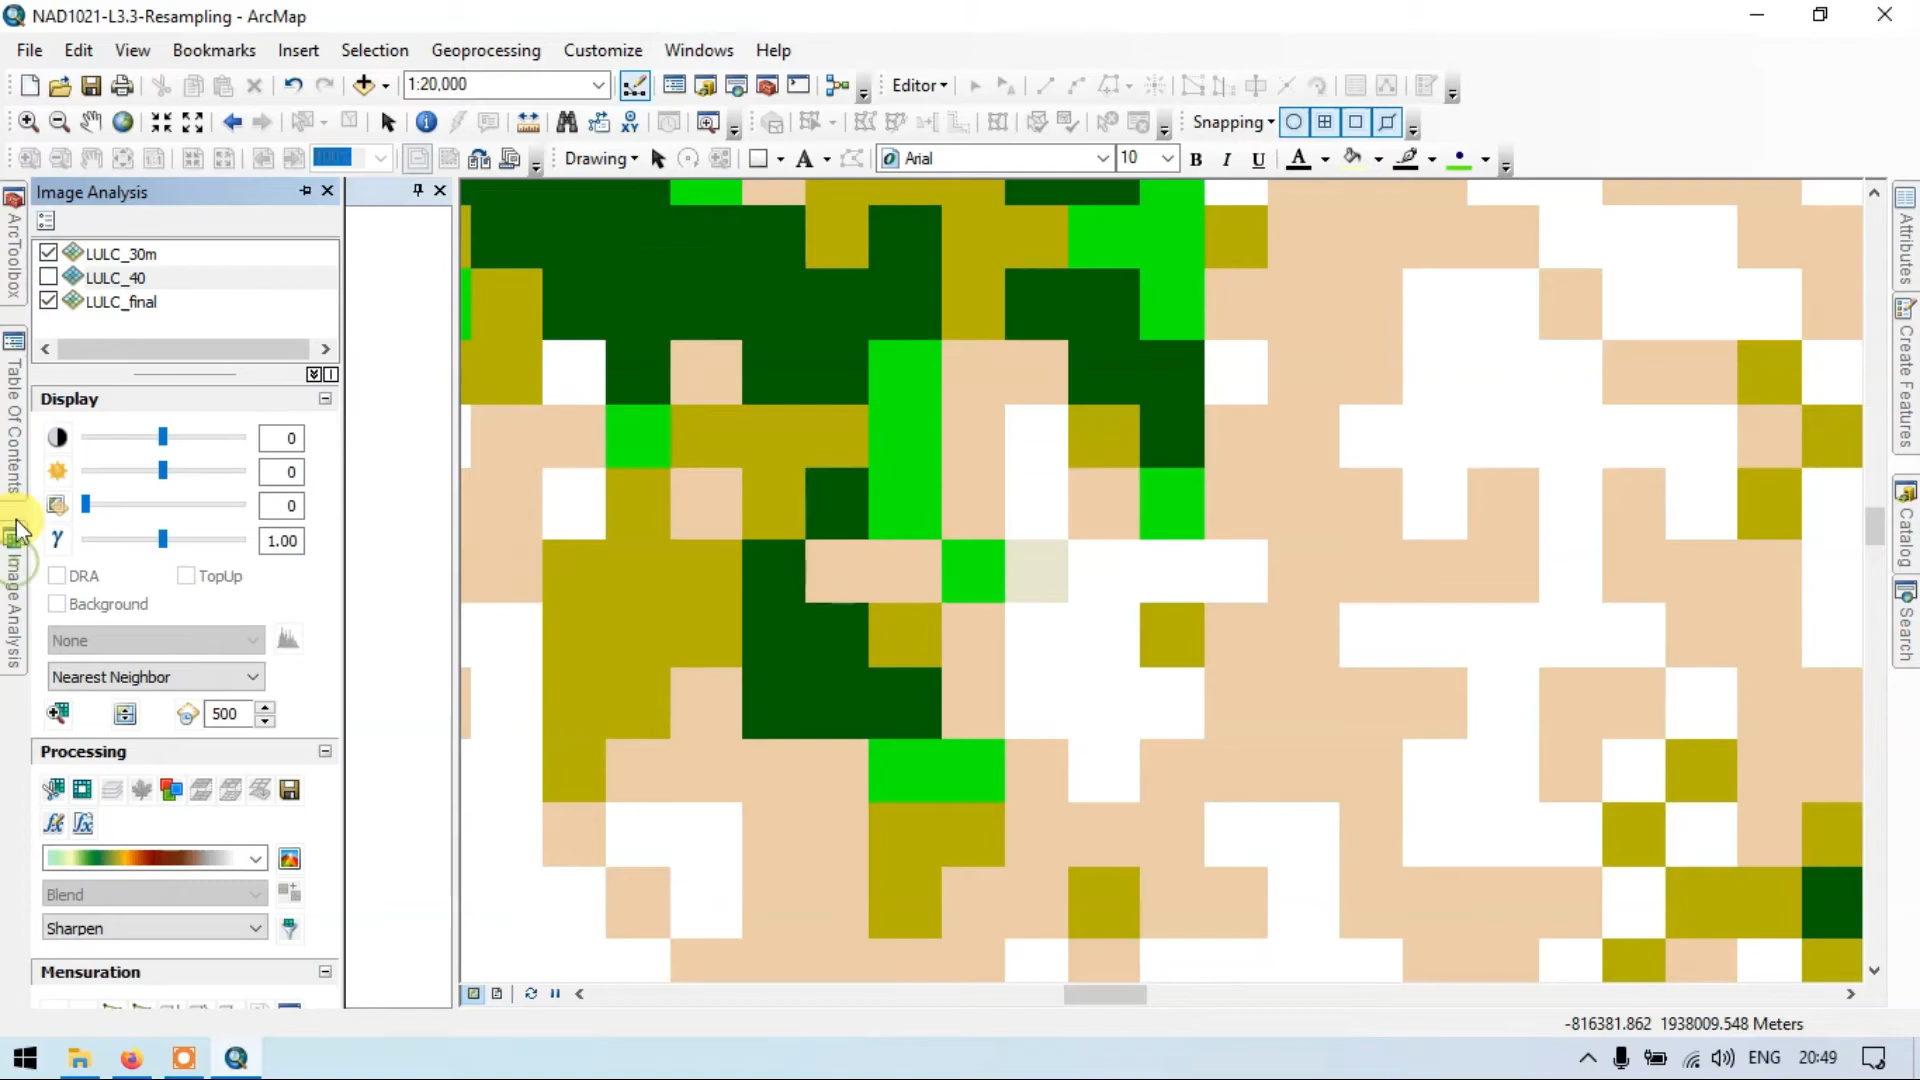 NAD1021-L3.3-Resampling - ArcMap
File Edit View Bookmarks Insert Selection Geoprocessing Customize Windows Help
1:20,000 Editor
Snapping
100% Drawing A Arial 10 B I U A
Image Analysis
LULC_30m
LULC_40
LULC_final
Display
0
0
0
γ 1.00
DRA TopUp
Background
None
Nearest Neighbor
500
Processing
Blend
Sharpen
Mensuration
ArcToolbox
Table Of Contents
Image Analysis
Attributes
Create Features
Catalog
Search
-816381.862 1938009.548 Meters
ENG 20:49